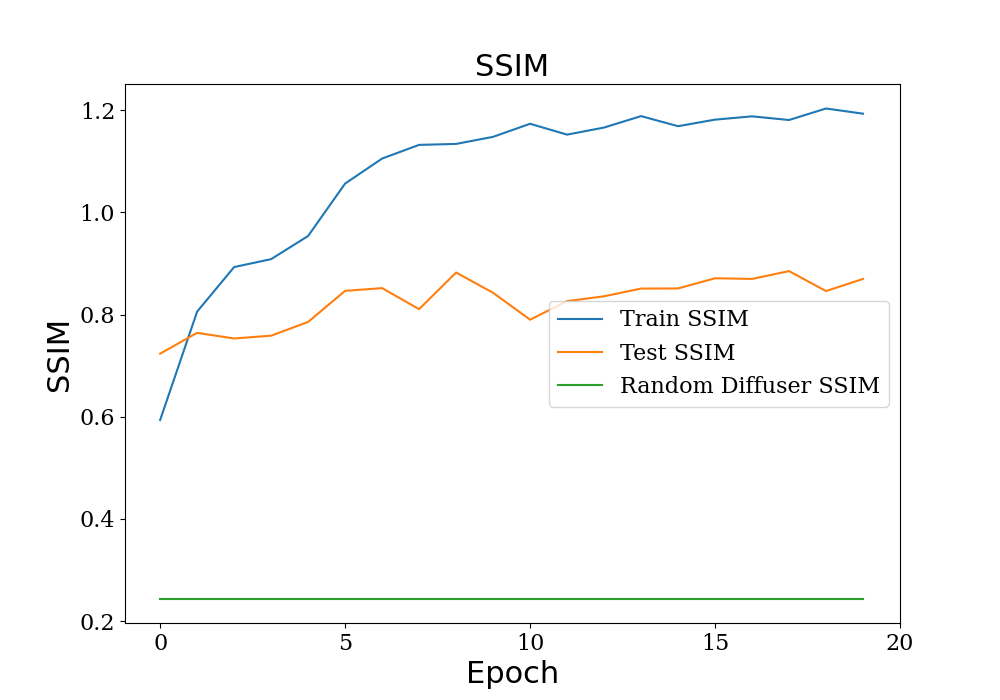 SSIM
1.2
1.0
0.8
0.6
0.4
0.2
SSIM
Train SSIM
Test SSIM
Random Diffuser SSIM
0 5 10 15 20
Epoch